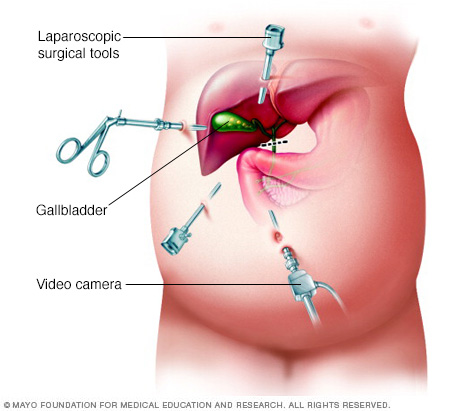 Laparoscopic
surgical tools
Gallbladder
Video camera
© MAYO FOUNDATION FOR MEDICAL EDUCATION AND RESEARCH. ALL RIGHTS RESERVED.